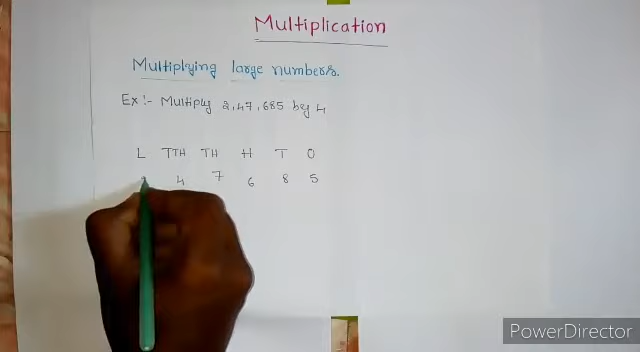 Multiplication
Multiplying large numbers.
Ex:- Multiply 2,47,685 by 4
L TTH TH H T O
4 7 6 8 5
PowerDirector